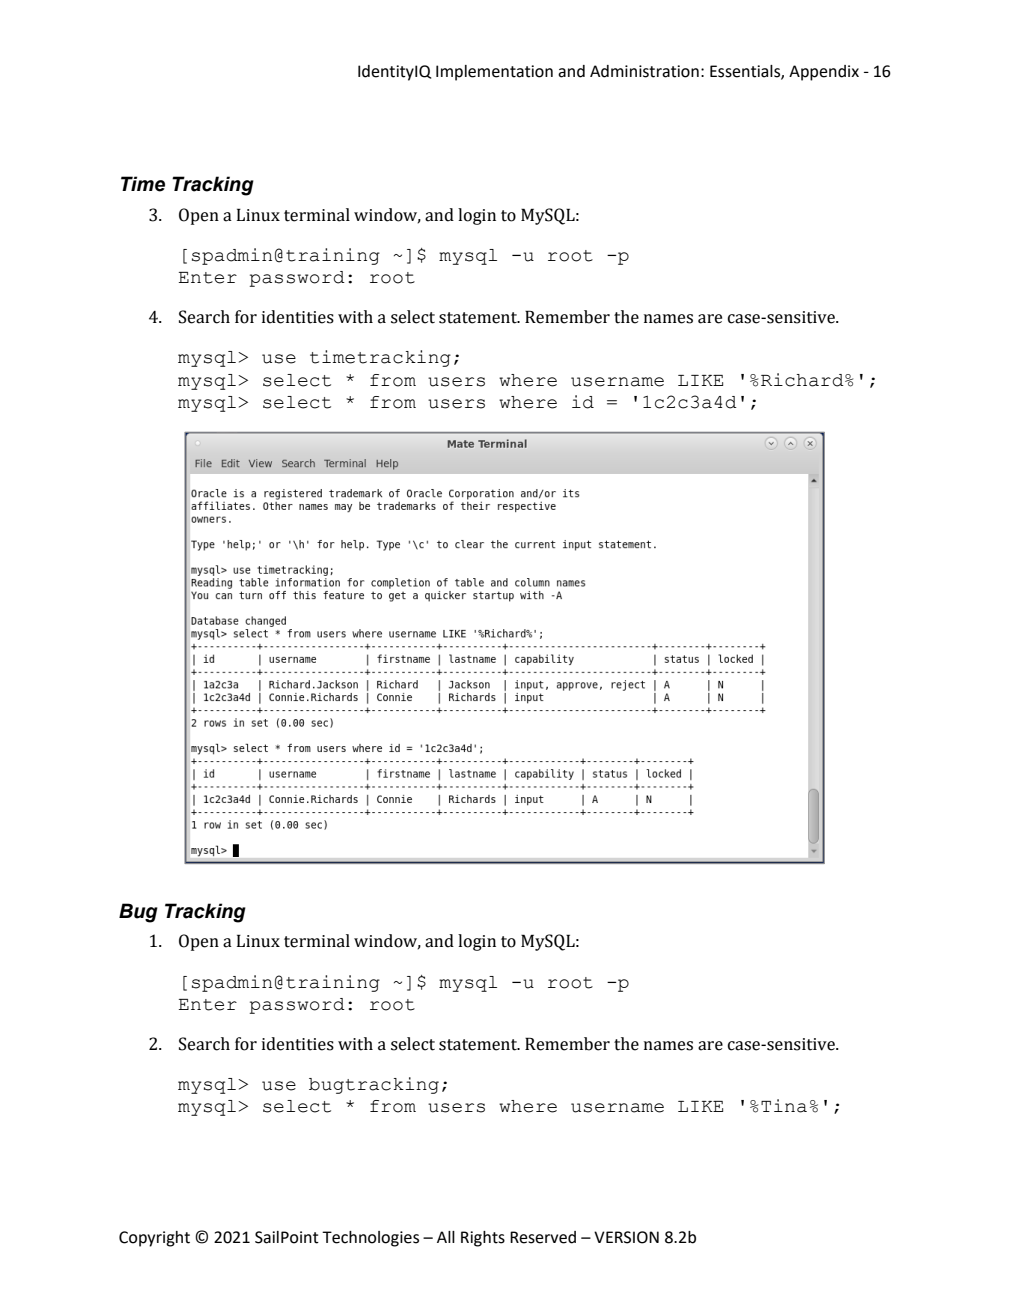 IdentityIQ Implementation and Administration: Essentials, Appendix - 16
Time Tracking
3. Open a Linux terminal window, and login to MySQL:
[spadmin@training ~]$ mysql -u root -p
Enter password: root
4. Search for identities with a select statement. Remember the names are case-sensitive.
mysql> use timetracking;
mysql> select * from users where username LIKE '%Richard%';
mysql> select * from users where id = '1c2c3a4d';
Mate Terminal
File Edit View Search Terminal Help
Oracle is a registered trademark of Oracle Corporation and/or its
affiliates. Other names may be trademarks of their respective
owners.
Type 'help;' or '\h' for help. Type '\c' to clear the current input statement.
mysql> use timetracking;
Reading table information for completion of table and column names
You can turn off this feature to get a quicker startup with -A
Database changed
mysql> select * from users where username LIKE '%Richard%';
+----------+------------------+-----------+----------+------------------------+--------+--------+
| id | username | firstname | lastname | capability | status | locked |
+----------+------------------+-----------+----------+------------------------+--------+--------+
| 1a2c3a | Richard.Jackson | Richard | Jackson | input, approve, reject | A | N |
| 1c2c3a4d | Connie.Richards | Connie | Richards | input | A | N |
+----------+------------------+-----------+----------+------------------------+--------+--------+
2 rows in set (0.00 sec)
mysql> select * from users where id = '1c2c3a4d';
+----------+-----------------+-----------+----------+------------+--------+--------+
| id | username | firstname | lastname | capability | status | locked |
+----------+-----------------+-----------+----------+------------+--------+--------+
| 1c2c3a4d | Connie.Richards | Connie | Richards | input | A | N |
+----------+-----------------+-----------+----------+------------+--------+--------+
1 row in set (0.00 sec)
mysql>
Bug Tracking
1. Open a Linux terminal window, and login to MySQL:
[spadmin@training ~]$ mysql -u root -p
Enter password: root
2. Search for identities with a select statement. Remember the names are case-sensitive.
mysql> use bugtracking;
mysql> select * from users where username LIKE '%Tina%';
Copyright © 2021 SailPoint Technologies – All Rights Reserved – VERSION 8.2b